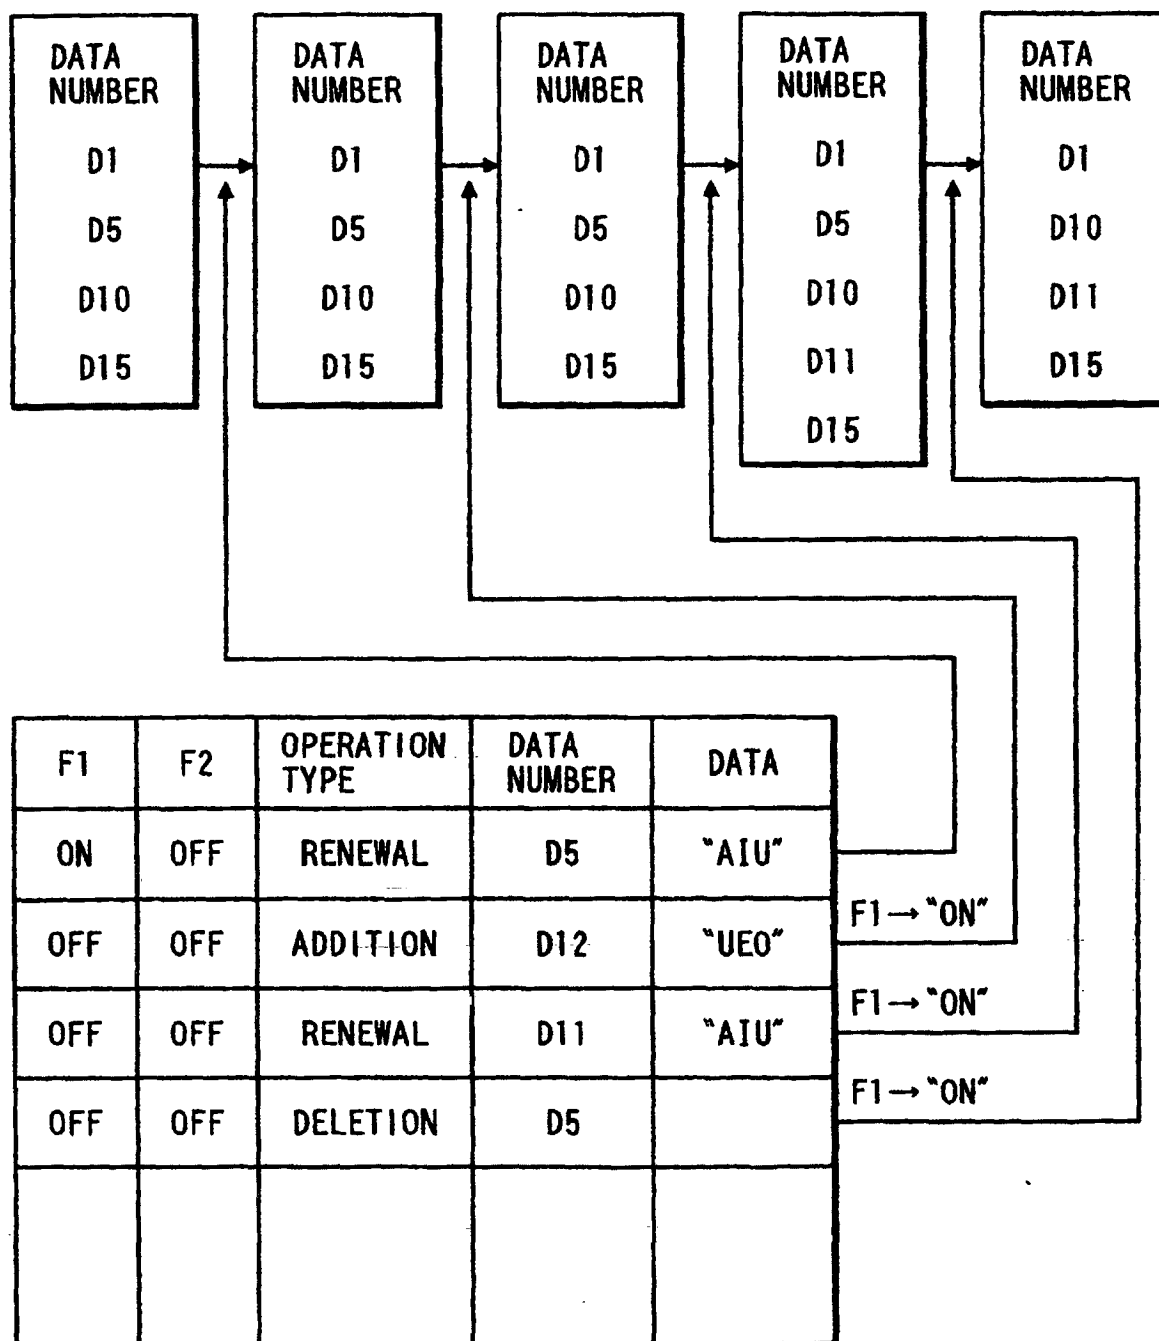 DATA NUMBER
D1
D5
D10
D15
DATA NUMBER
D1
D5
D10
D15
DATA NUMBER
D1
D5
D10
D15
DATA NUMBER
D1
D5
D10
D11
D15
DATA NUMBER
D1
D10
D11
D15
F1 F2 OPERATION TYPE DATA NUMBER DATA
ON OFF RENEWAL D5 "AIU"
F1→"ON"
OFF OFF ADDITION D12 "UEO"
F1→"ON"
OFF OFF RENEWAL D11 "AIU"
F1→"ON"
OFF OFF DELETION D5